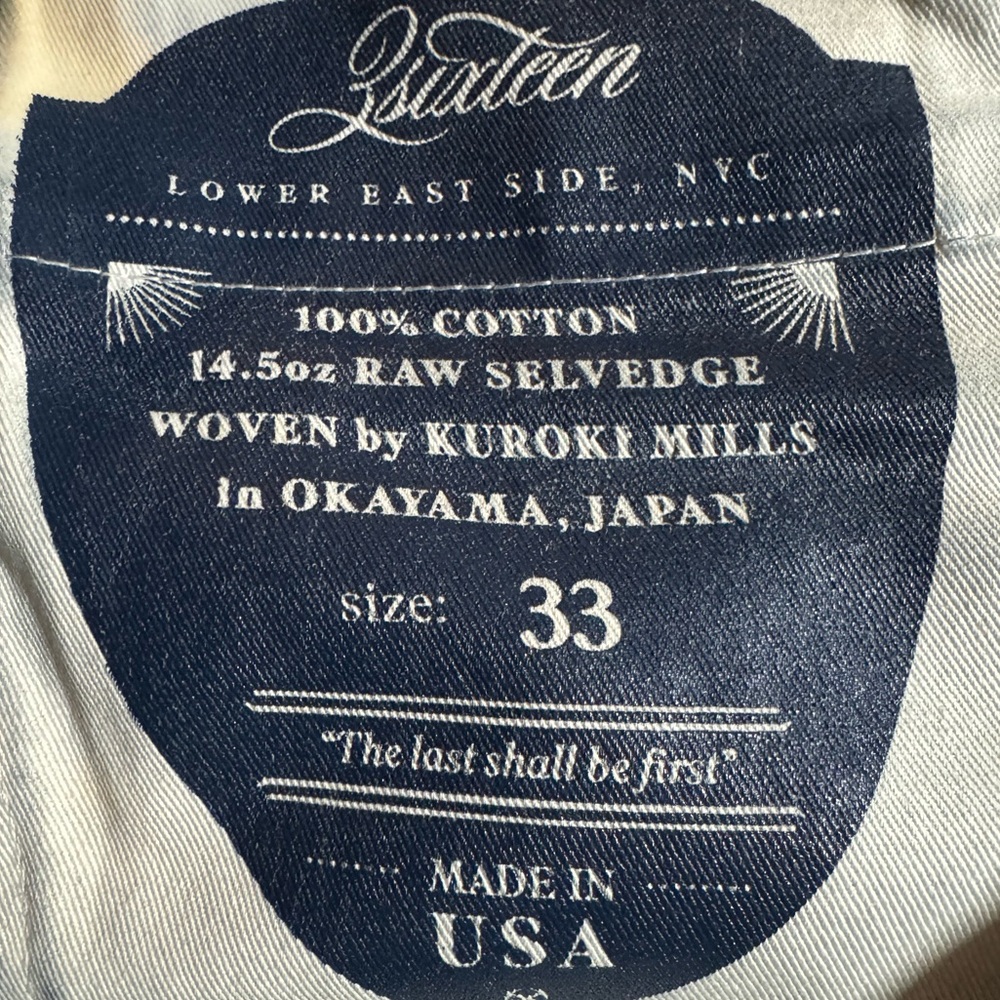 3sixteen
LOWER EAST SIDE, NYC
100% COTTON
14.5oz RAW SELVEDGE
WOVEN by KUROKI MILLS
in OKAYAMA, JAPAN
size: 33
“The last shall be first”
MADE IN
USA